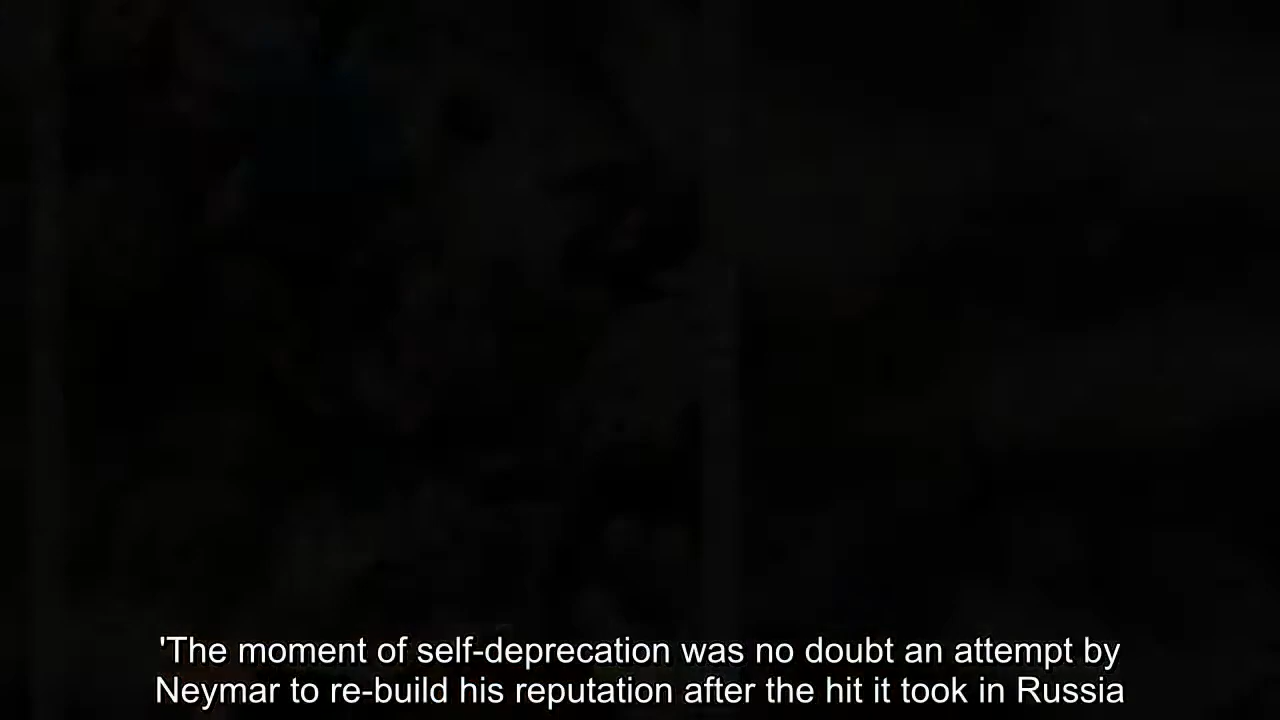 'The moment of self-deprecation was no doubt an attempt by
Neymar to re-build his reputation after the hit it took in Russia